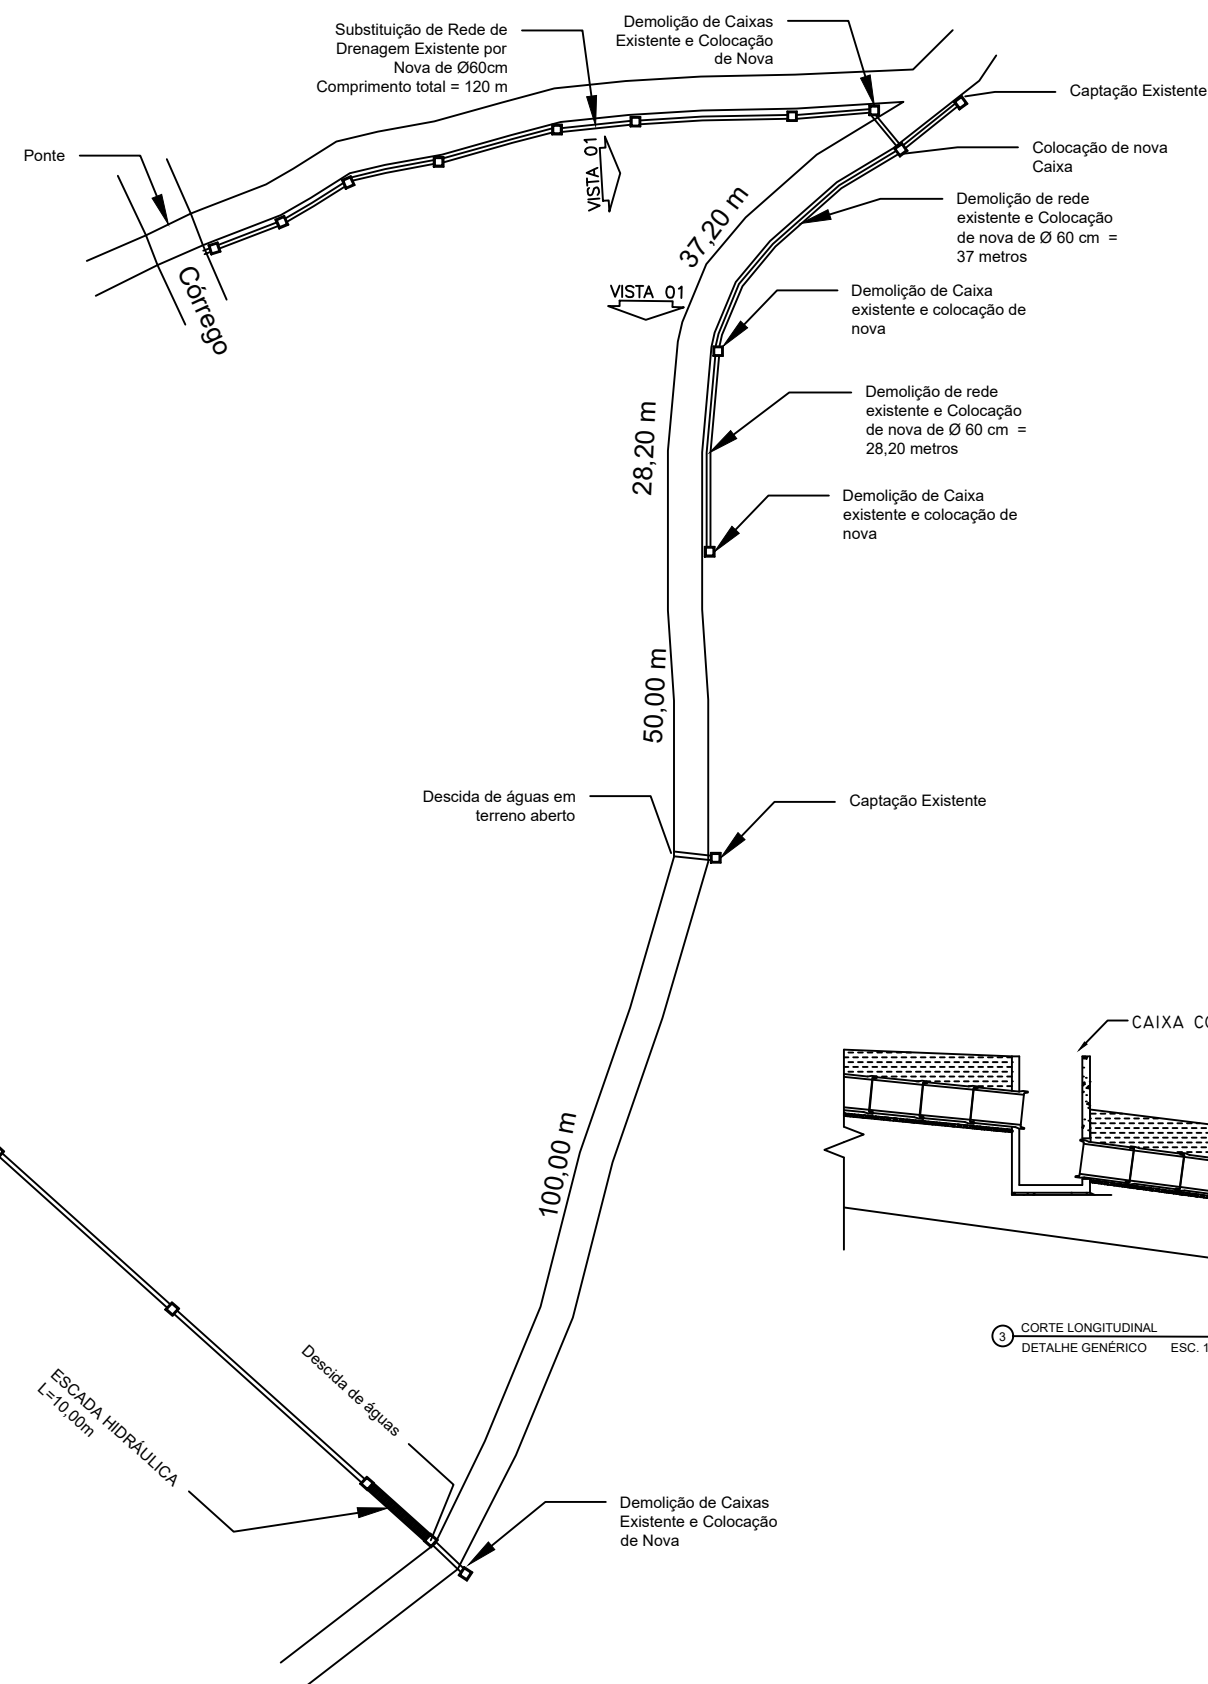 Substituição de Rede de
Drenagem Existente por
Nova de Ø60cm
Comprimento total = 120 m
Demolição de Caixas
Existente e Colocação
de Nova
Captação Existente
Ponte
Colocação de nova
Caixa
VISTA 01
Demolição de rede
existente e Colocação
de nova de Ø 60 cm =
37 metros
37,20 m
Córrego
VISTA 01
Demolição de Caixa
existente e colocação de
nova
Demolição de rede
existente e Colocação
de nova de Ø 60 cm =
28,20 metros
28,20 m
Demolição de Caixa
existente e colocação de
nova
50,00 m
Descida de águas em
terreno aberto
Captação Existente
CAIXA CO
100,00 m
3
CORTE LONGITUDINAL
DETALHE GENÉRICO ESC. 1
Descida de águas
ESCADA HIDRÁULICA
L=10,00m
Demolição de Caixas
Existente e Colocação
de Nova